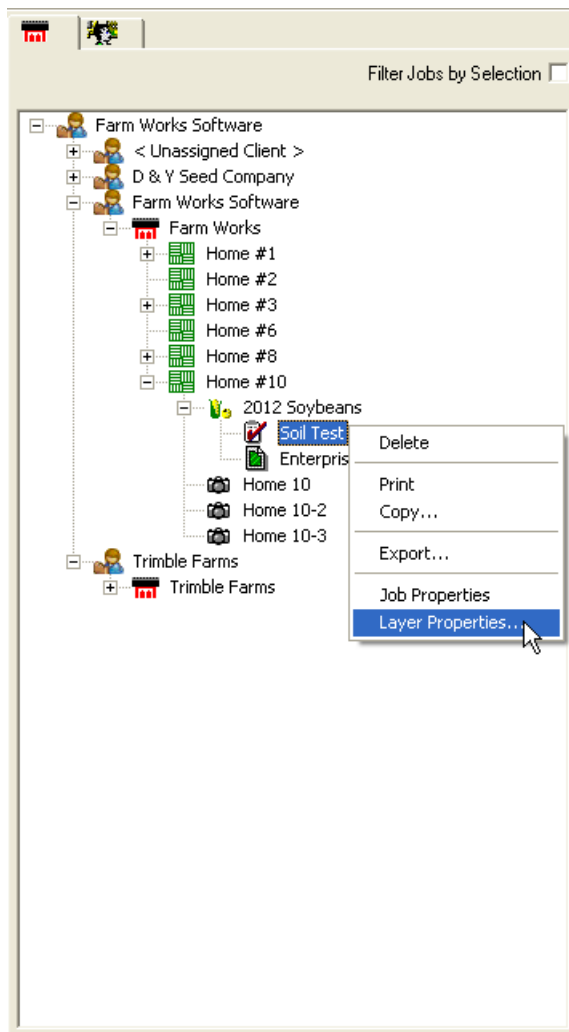 Filter Jobs by Selection
Farm Works Software
< Unassigned Client >
D & Y Seed Company
Farm Works Software
Farm Works
Home #1
Home #2
Home #3
Home #6
Home #8
Home #10
2012 Soybeans
Soil Test
Enterpris
Home 10
Home 10-2
Home 10-3
Trimble Farms
Trimble Farms
Delete
Print
Copy...
Export...
Job Properties
Layer Properties...